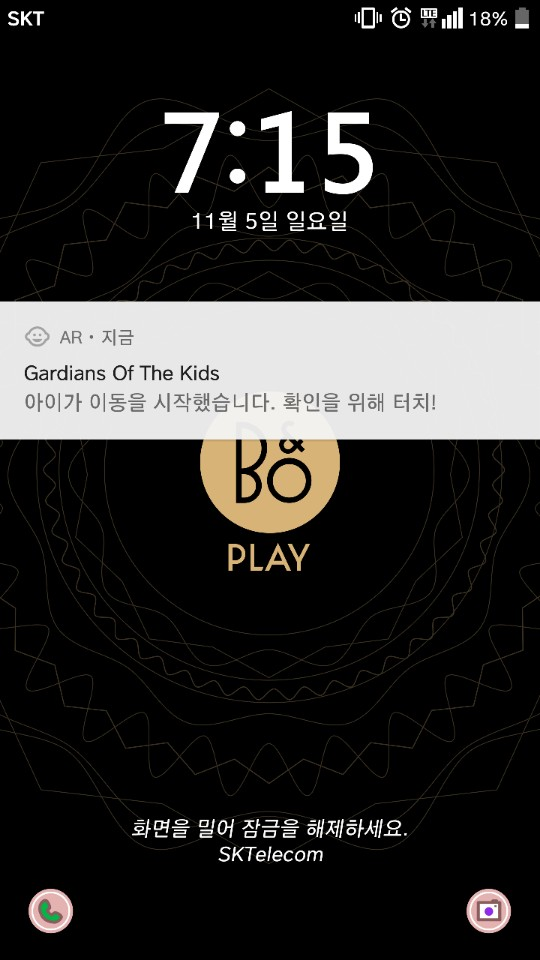 SKT
LTE
18%
7:15
11월 5일 일요일
AR • 지금
Gardians Of The Kids
아이가 이동을 시작했습니다. 확인을 위해 터치!
B&O
PLAY
화면을 밀어 잠금을 해제하세요.
SKTelecom